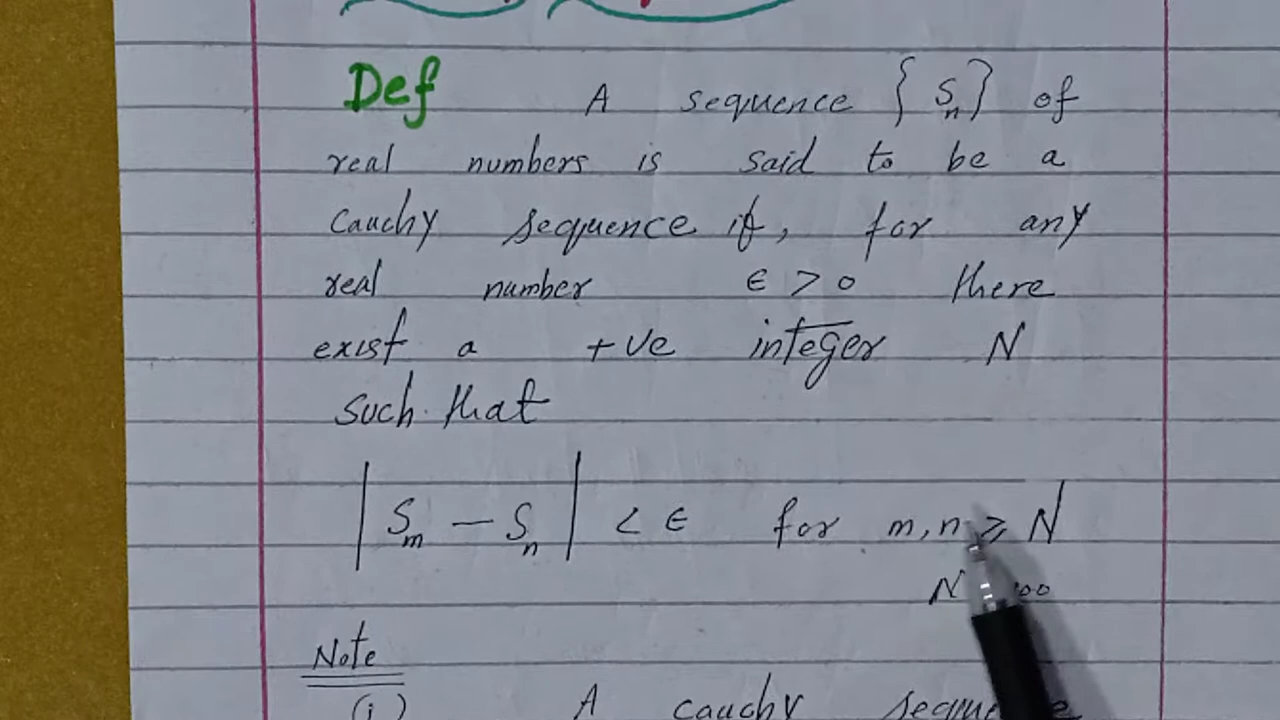 Def A sequence {Sn} of
real numbers is said to be a
Cauchy sequence if, for any
real number ε > 0 there
exist a +ve integer N
such that
|Sm - Sn| < ε for m, n ≥ N
N
Note
(i) A cauchy